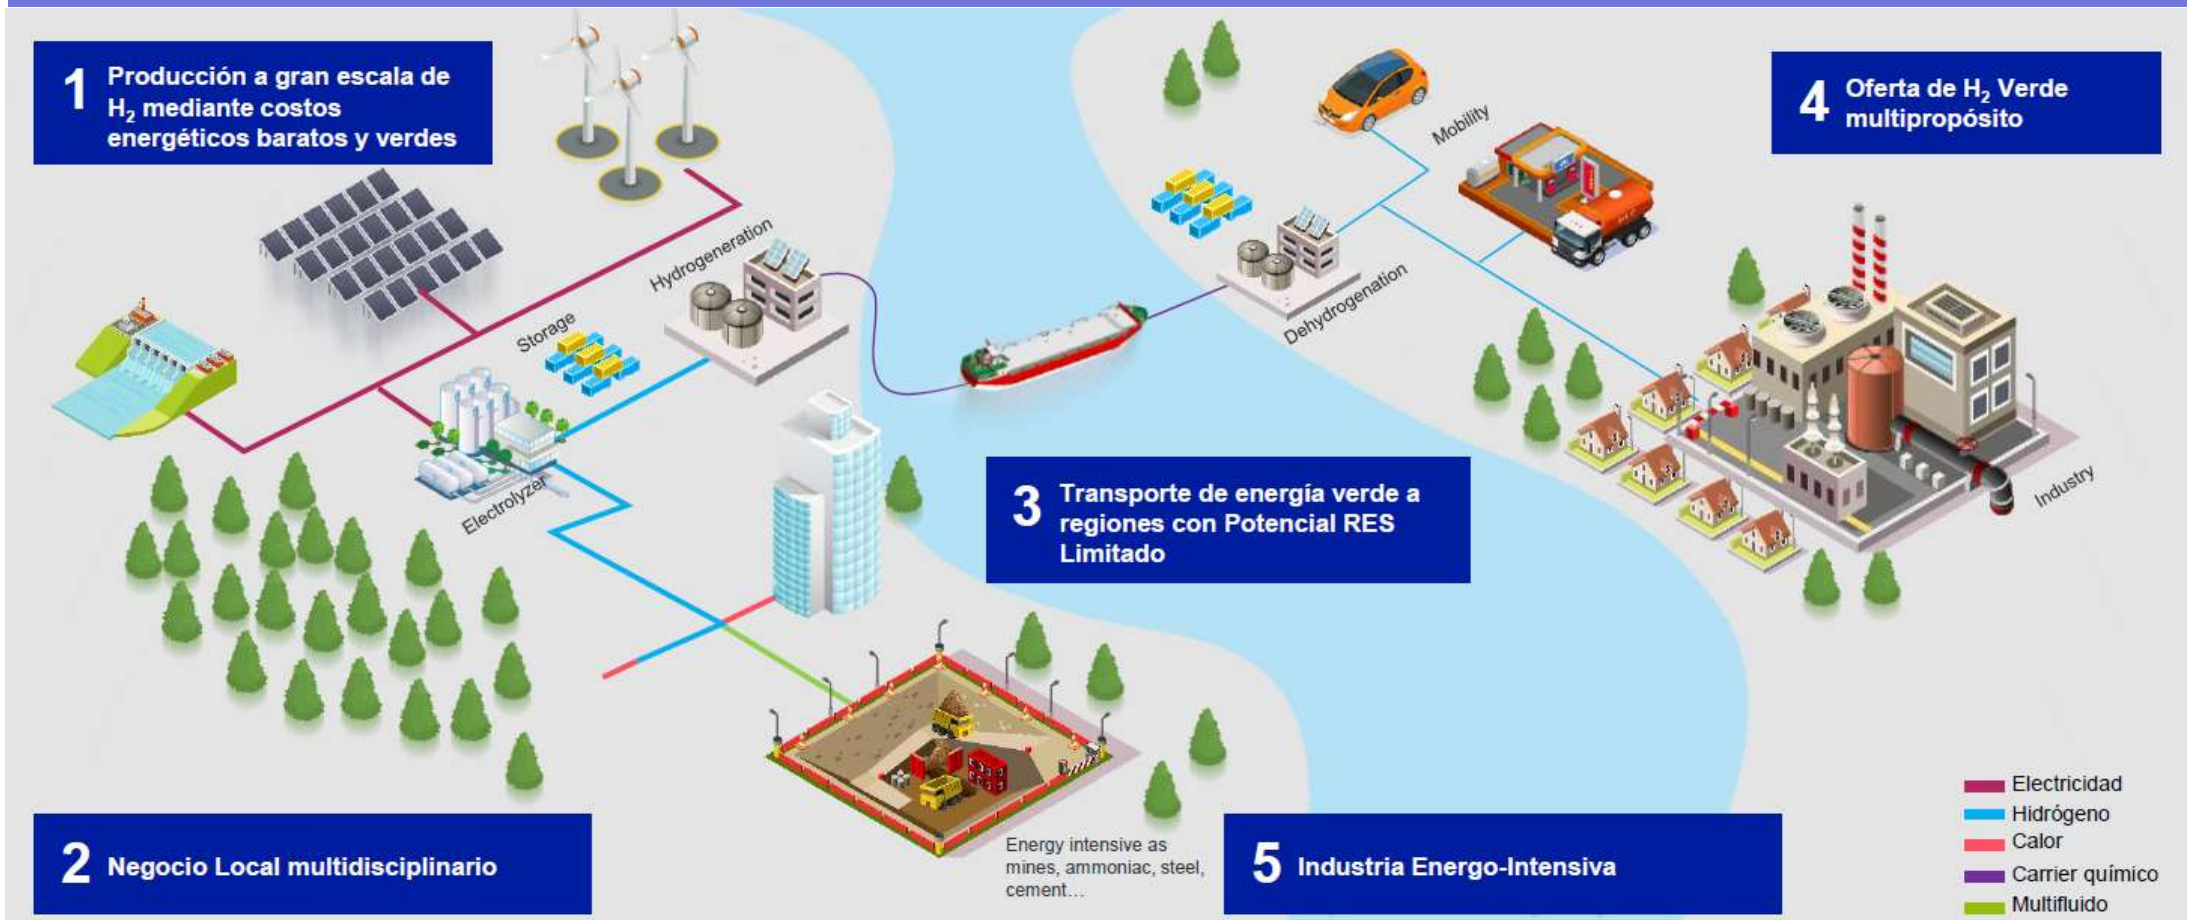 1 Producción a gran escala de
H₂ mediante costos
energéticos baratos y verdes
4 Oferta de H₂ Verde
multipropósito
Mobility
Hydrogeneration
Storage
Dehydrogenation
Electrolyzer
Industry
3 Transporte de energía verde a
regiones con Potencial RES
Limitado
2 Negocio Local multidisciplinario
Energy intensive as
mines, ammoniac, steel,
cement…
5 Industria Energo-Intensiva
Electricidad
Hidrógeno
Calor
Carrier químico
Multifluido